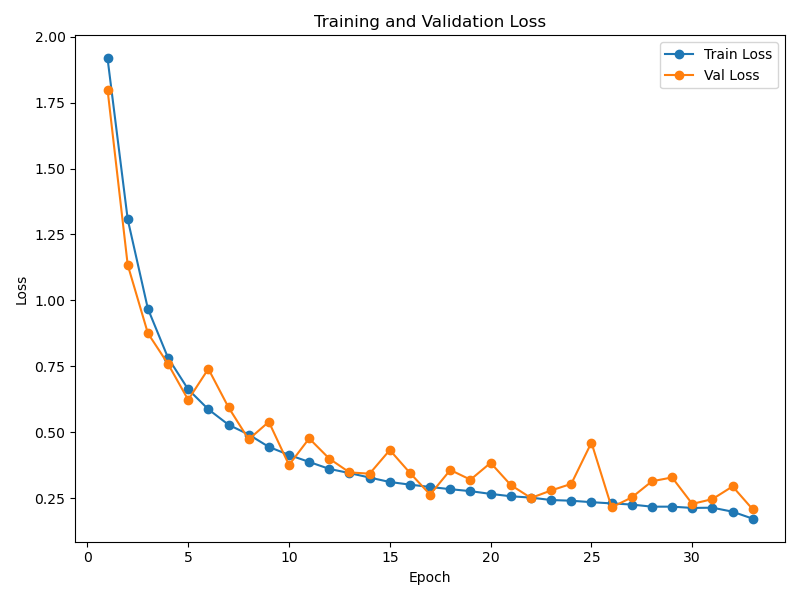 Training and Validation Loss
Train Loss
Val Loss
2.00
1.75
1.50
1.25
1.00
0.75
0.50
0.25
Loss
0 5 10 15 20 25 30
Epoch